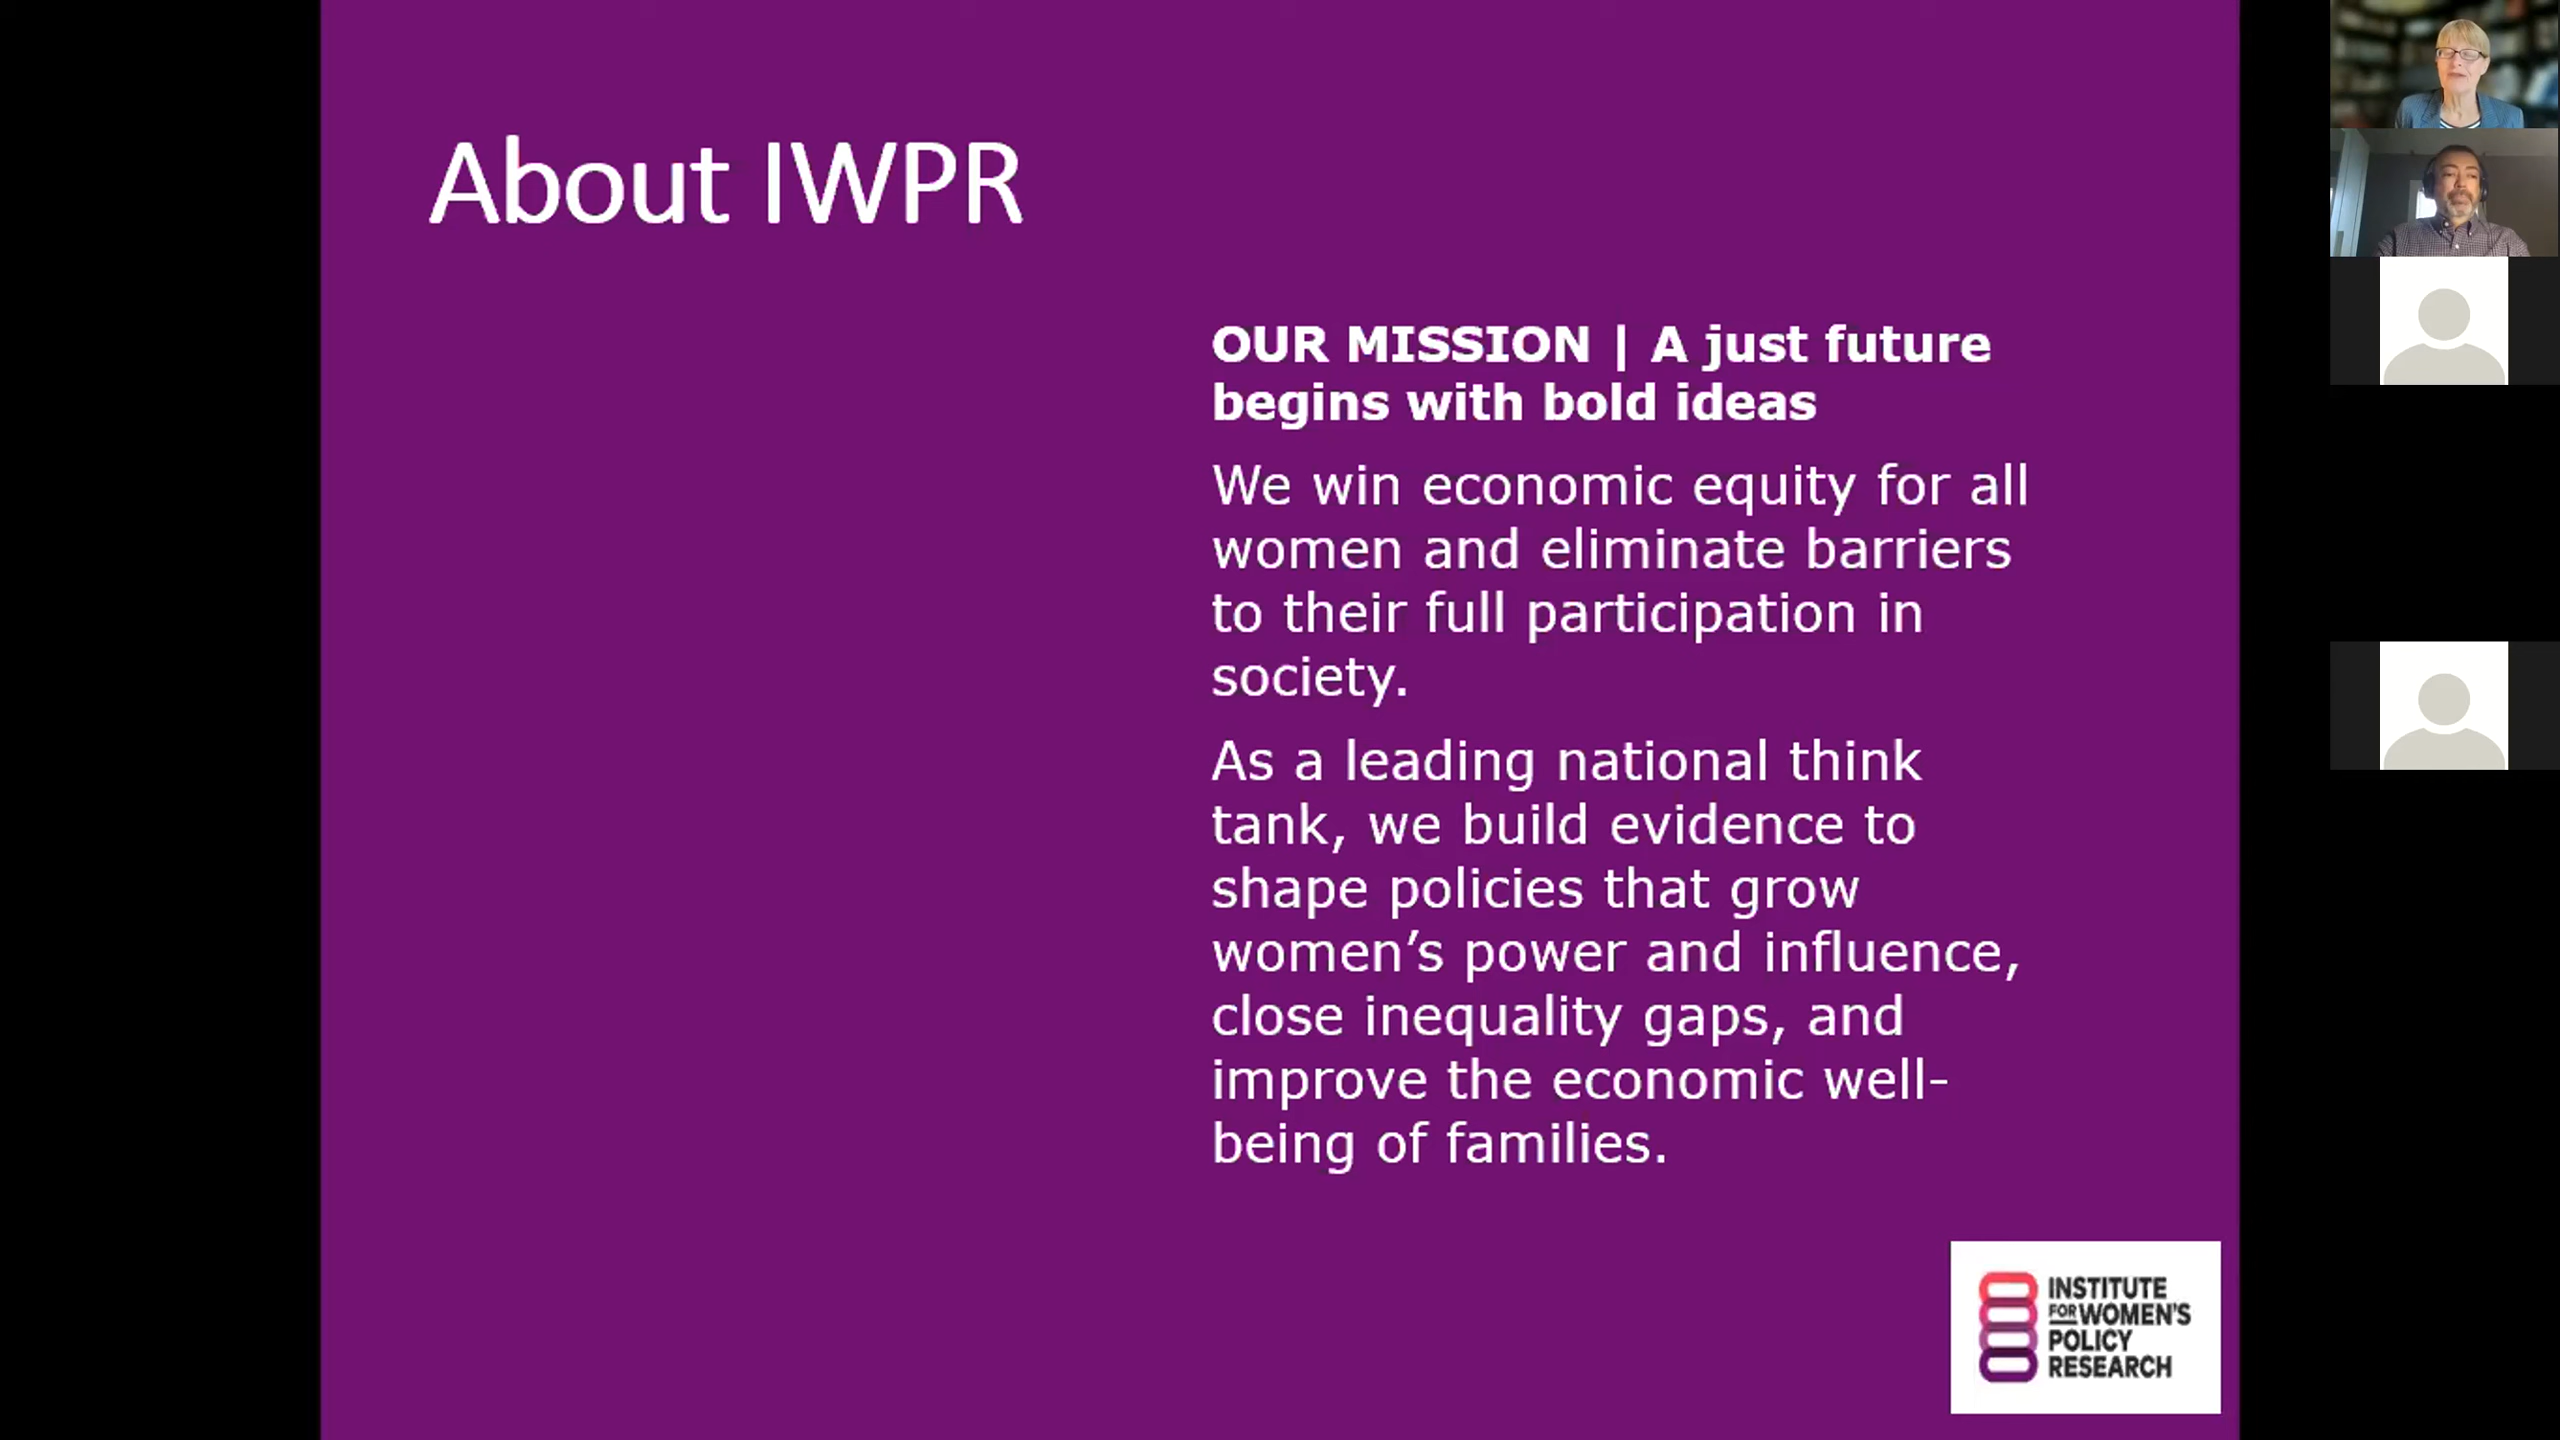 About IWPR
OUR MISSION | A just future
begins with bold ideas
We win economic equity for all
women and eliminate barriers
to their full participation in
society.
As a leading national think
tank, we build evidence to
shape policies that grow
women’s power and influence,
close inequality gaps, and
improve the economic well-
being of families.
INSTITUTE
FOR WOMEN'S
POLICY
RESEARCH